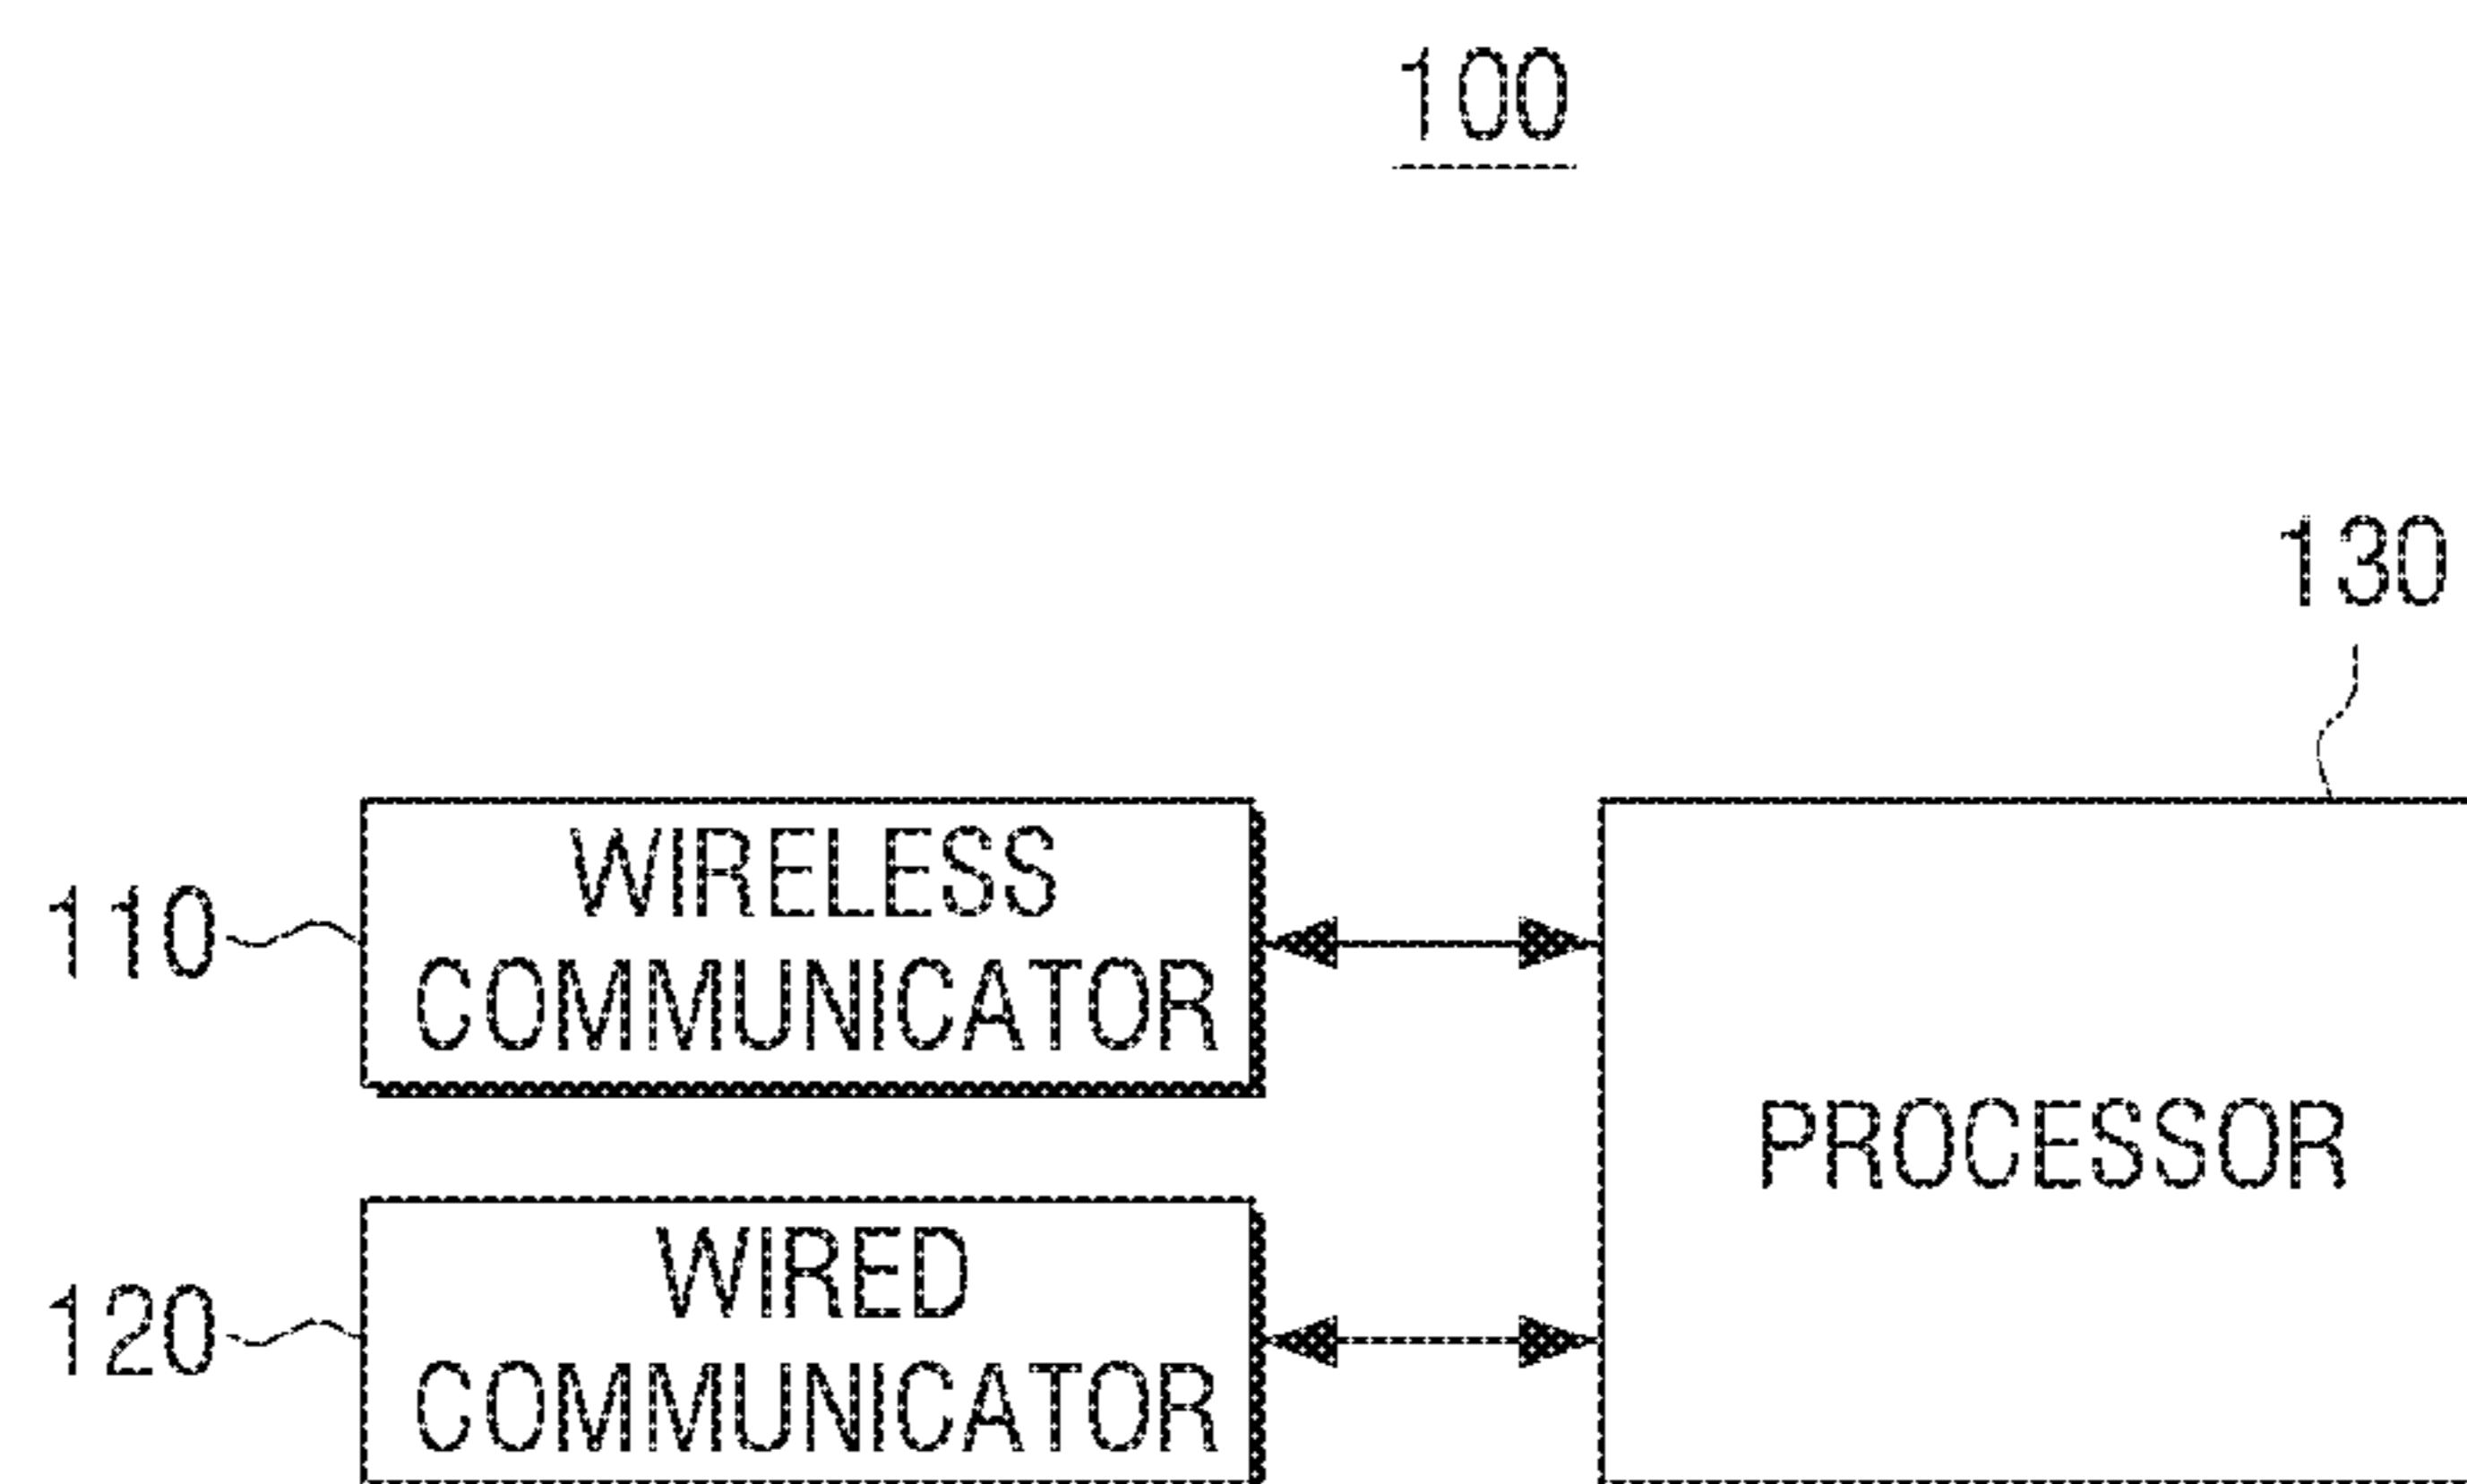 100
130
110
WIRELESS
COMMUNICATOR
PROCESSOR
120
WIRED
COMMUNICATOR